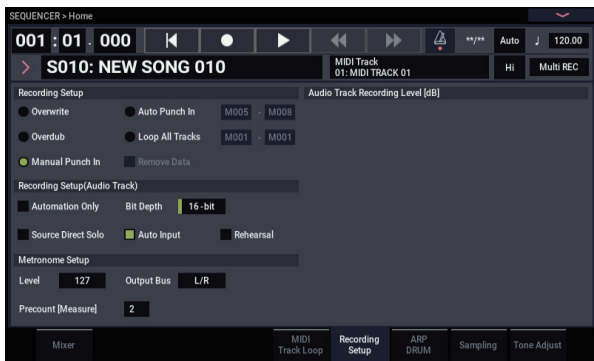 SEQUENCER > Home
001 : 01 . 000 **/** Auto ♩ 120.00
S010: NEW SONG 010 MIDI Track Hi Multi REC
01: MIDI TRACK 01
Recording Setup Audio Track Recording Level [dB]
Overwrite Auto Punch In M005 - M008
Overdub Loop All Tracks M001 - M001
Manual Punch In Remove Data
Recording Setup(Audio Track)
Automation Only Bit Depth 16-bit
Source Direct Solo Auto Input Rehearsal
Metronome Setup
Level 127 Output Bus L/R
Precount [Measure] 2
Mixer MIDI Track Loop Recording Setup ARP DRUM Sampling Tone Adjust